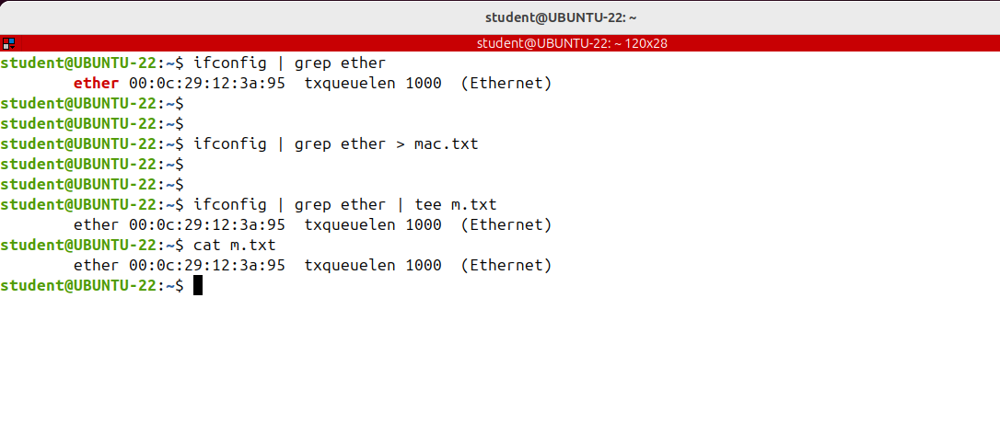 student@UBUNTU-22: ~
student@UBUNTU-22: ~ 120x28
student@UBUNTU-22:~$ ifconfig | grep ether
        ether 00:0c:29:12:3a:95  txqueuelen 1000  (Ethernet)
student@UBUNTU-22:~$
student@UBUNTU-22:~$
student@UBUNTU-22:~$ ifconfig | grep ether > mac.txt
student@UBUNTU-22:~$
student@UBUNTU-22:~$
student@UBUNTU-22:~$ ifconfig | grep ether | tee m.txt
        ether 00:0c:29:12:3a:95  txqueuelen 1000  (Ethernet)
student@UBUNTU-22:~$ cat m.txt
        ether 00:0c:29:12:3a:95  txqueuelen 1000  (Ethernet)
student@UBUNTU-22:~$